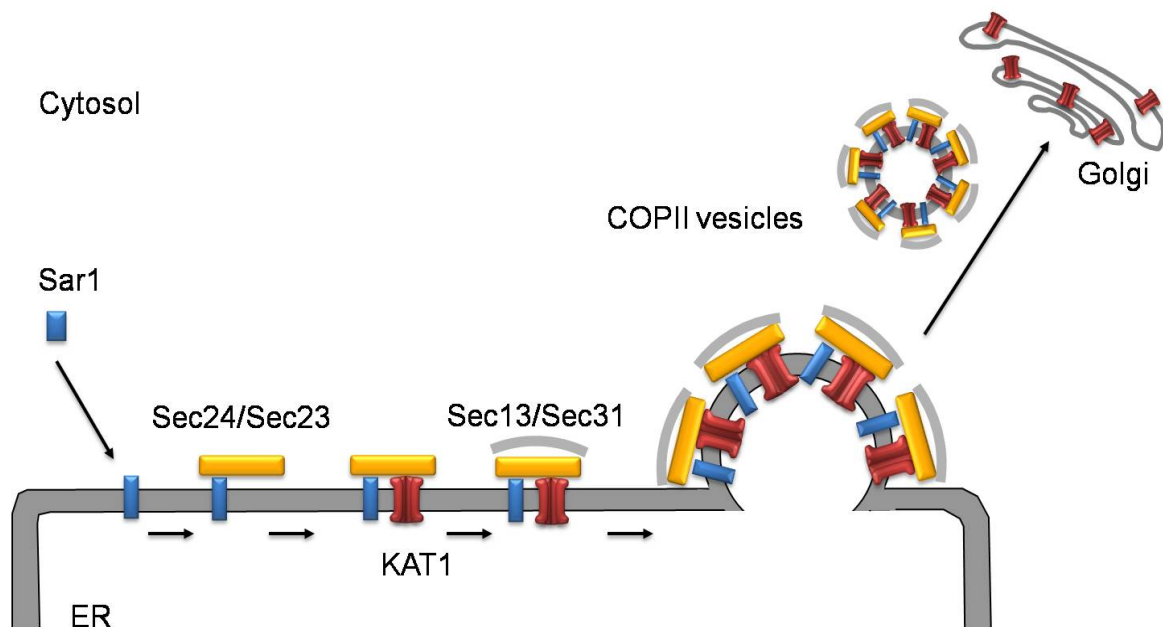 Cytosol
Golgi
COPII vesicles
Sar1
Sec24/Sec23
Sec13/Sec31
KAT1
ER